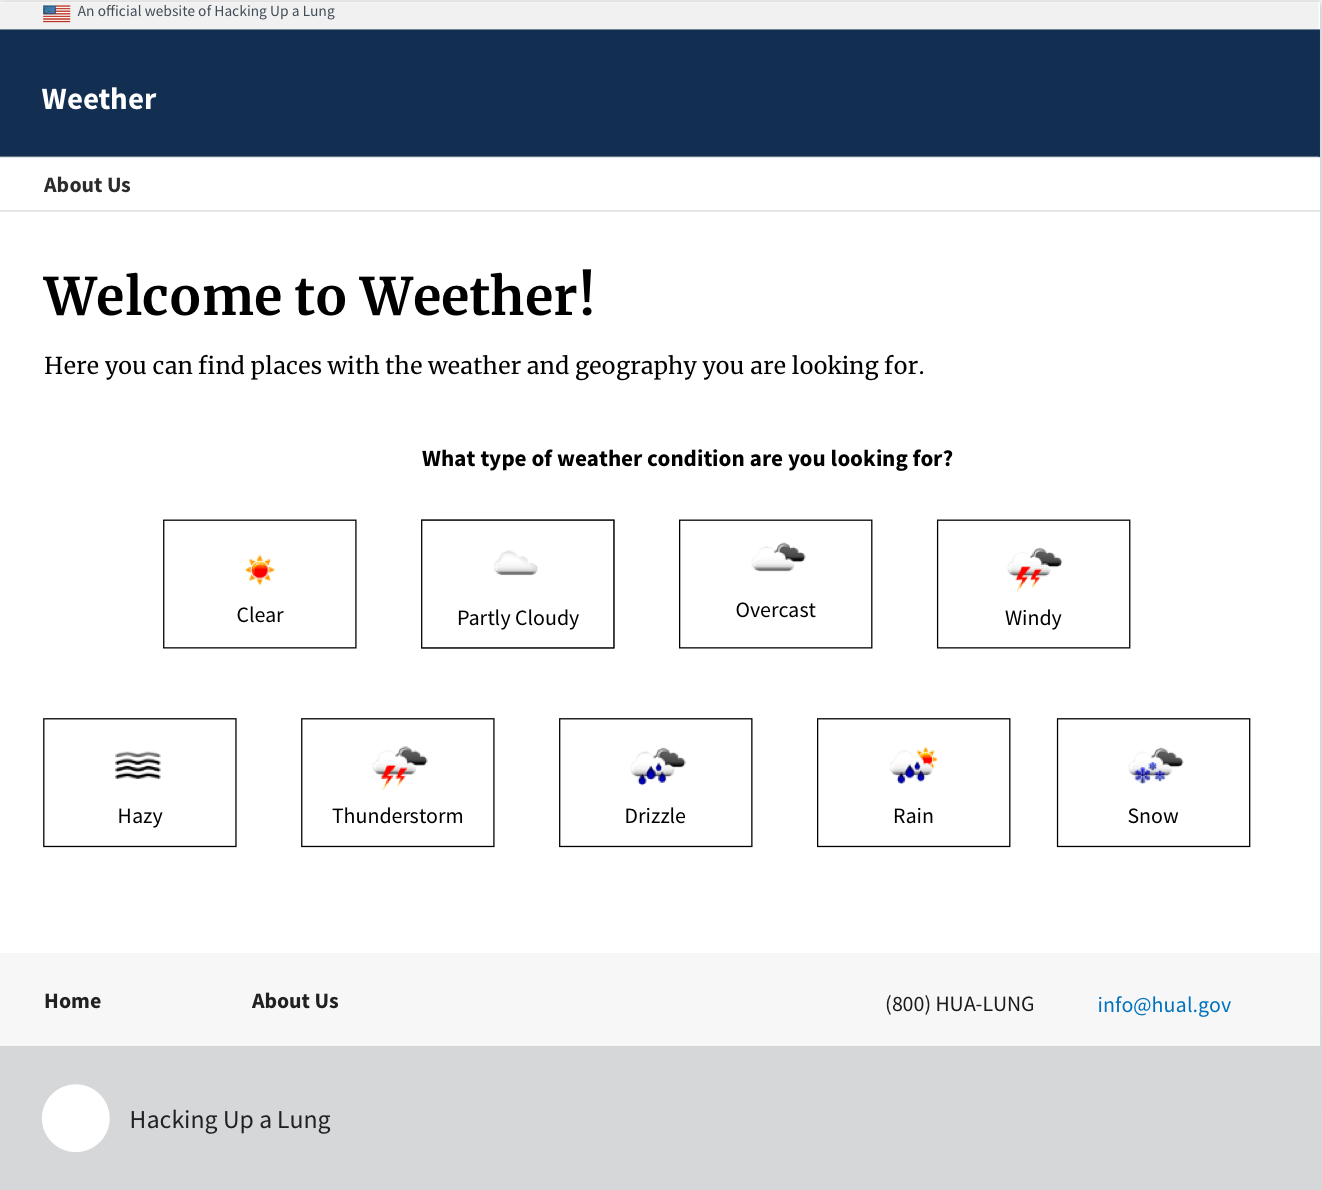 An official website of Hacking Up a Lung
Weether
About Us
Welcome to Weether!
Here you can find places with the weather and geography you are looking for.
What type of weather condition are you looking for?
Clear
Partly Cloudy
Overcast
Windy
Hazy
Thunderstorm
Drizzle
Rain
Snow
Home
About Us
(800) HUA-LUNG
info@hual.gov
Hacking Up a Lung